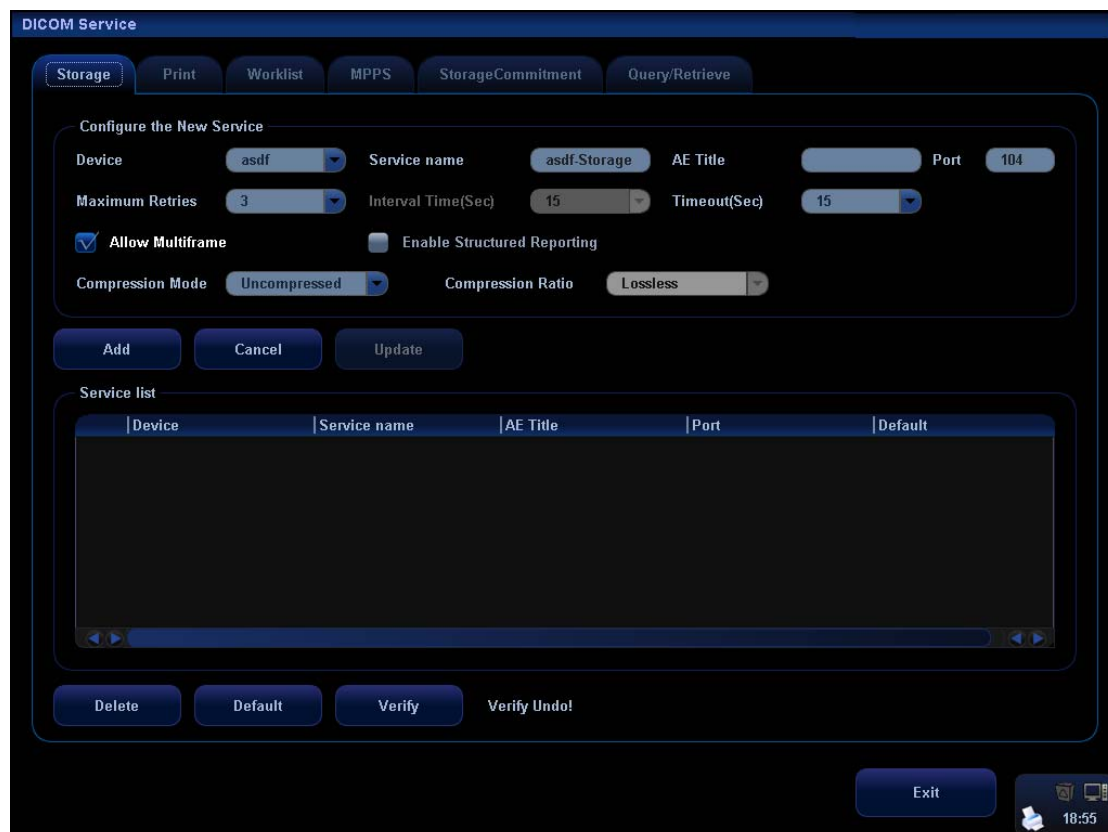 DICOM Service
Storage Print Worklist MPPS StorageCommitment Query/Retrieve
Configure the New Service
Device asdf Service name asdf-Storage AE Title Port 104
Maximum Retries 3 Interval Time(Sec) 15 Timeout(Sec) 15
Allow Multiframe Enable Structured Reporting
Compression Mode Uncompressed Compression Ratio Lossless
Add Cancel Update
Service list
Device Service name AE Title Port Default
Delete Default Verify Verify Undo!
Exit
18:55